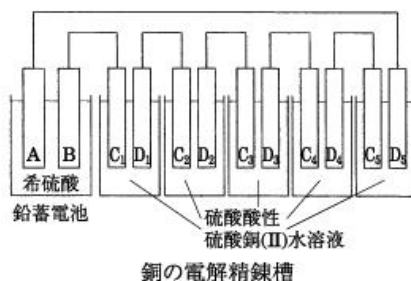 A B C₁ D₁ C₂ D₂ C₃ D₃ C₄ D₄ C₅ D₅
希硫酸
鉛蓄電池
硫酸酸性
硫酸銅(II)水溶液
銅の電解精錬槽